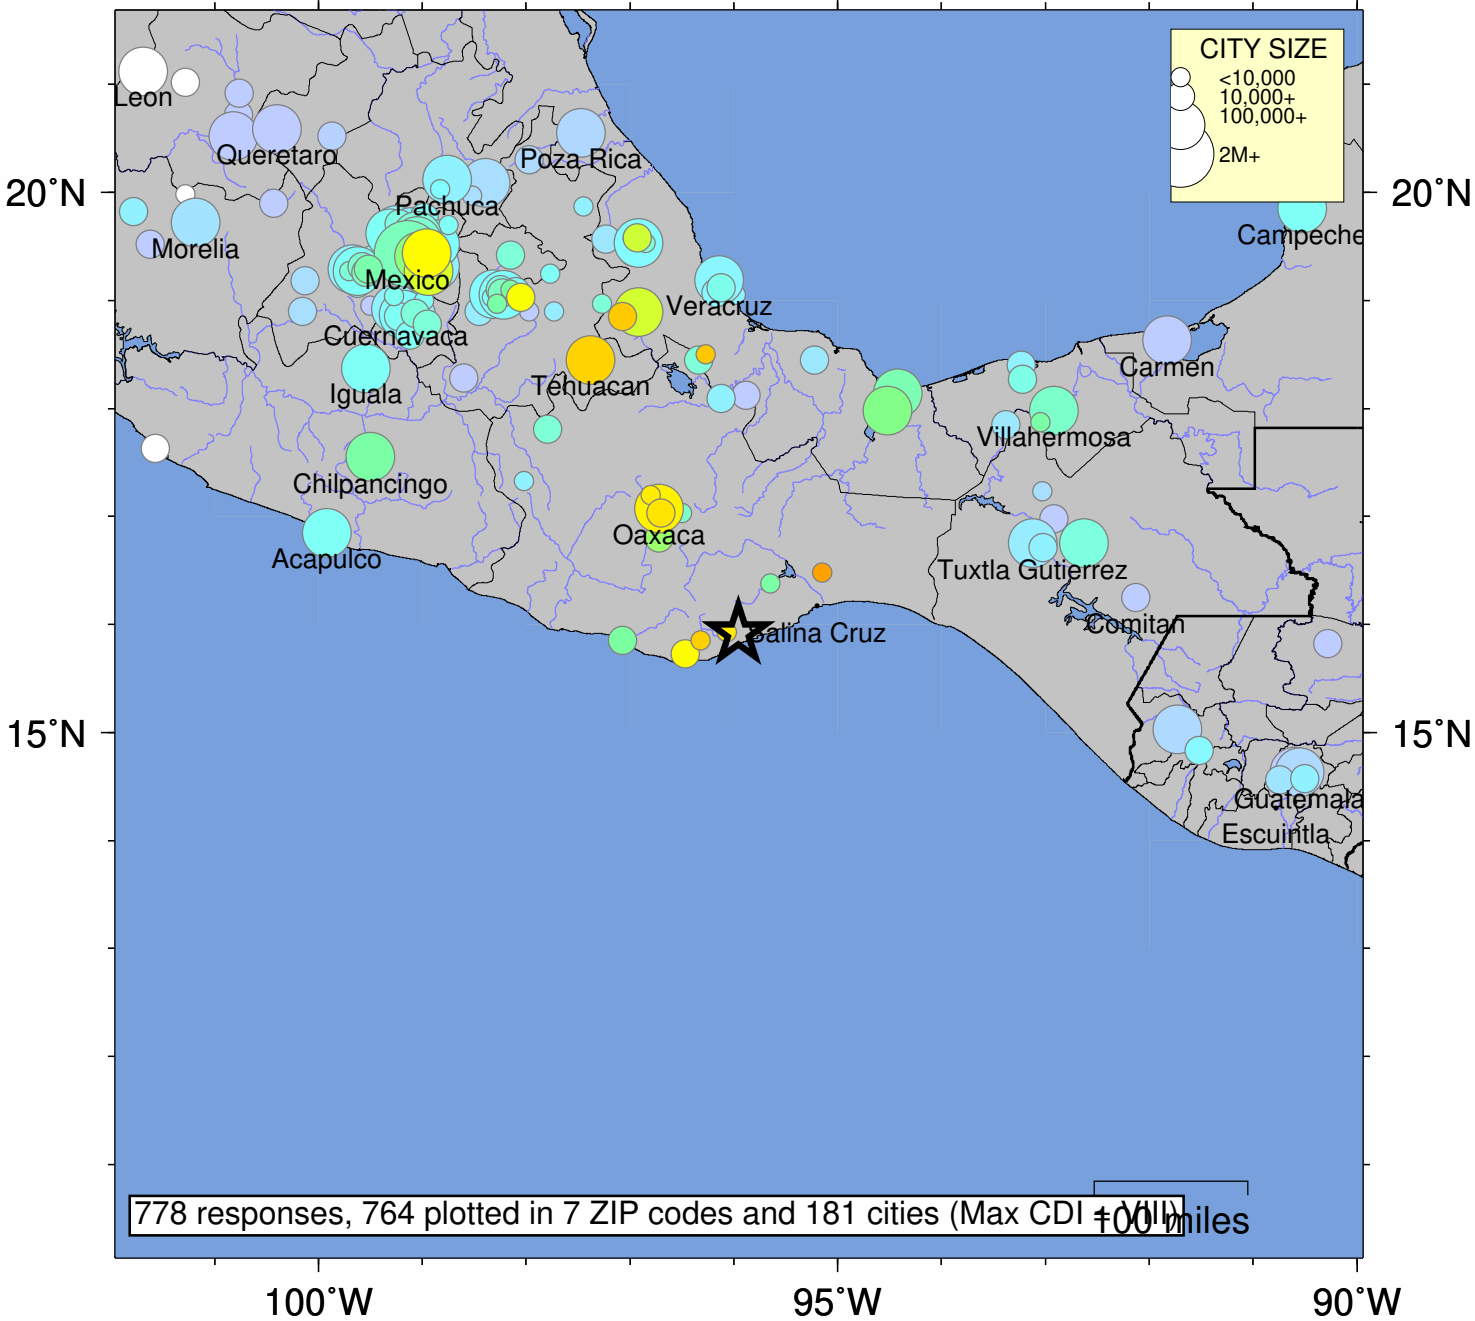 CITY SIZE
<10,000
10,000+
100,000+
2M+
Leon
Queretaro
Poza Rica
20°N
20°N
Pachuca
Campeche
Morelia
Mexico
Veracruz
Cuernavaca
Carmen
Tehuacan
Iguala
Villahermosa
Chilpancingo
Oaxaca
Acapulco
Tuxtla Gutierrez
Comitan
Salina Cruz
15°N
15°N
Guatemala
Escuintla
778 responses, 764 plotted in 7 ZIP codes and 181 cities (Max CDI = VIII)
100 miles
100°W
95°W
90°W